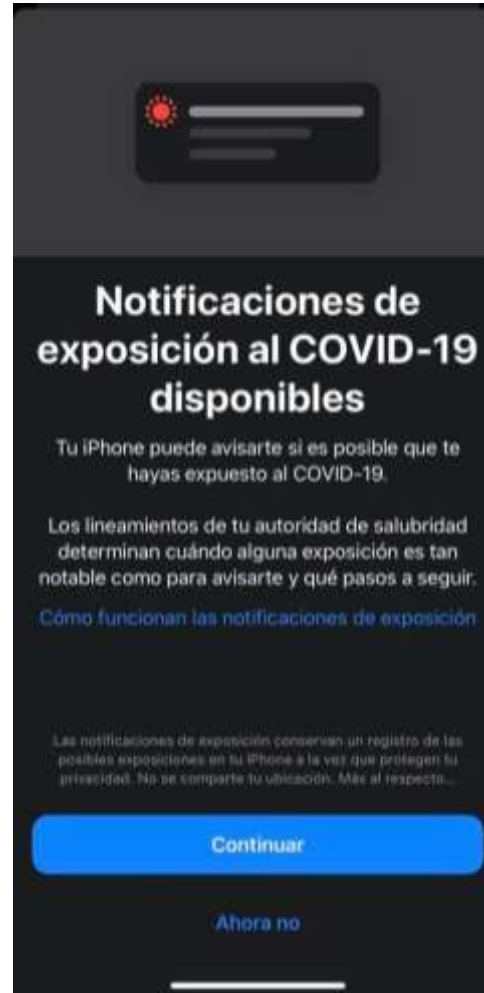 Notificaciones de
exposición al COVID-19
disponibles
Tu iPhone puede avisarte si es posible que te
hayas expuesto al COVID-19.
Los lineamientos de tu autoridad de salubridad
determinan cuándo alguna exposición es tan
notable como para avisarte y qué pasos a seguir.
Cómo funcionan las notificaciones de exposición
Las notificaciones de exposición conservan un registro de las
posibles exposiciones en tu iPhone a la vez que protegen tu
privacidad. No se comparte tu ubicación. Más al respecto...
Continuar
Ahora no